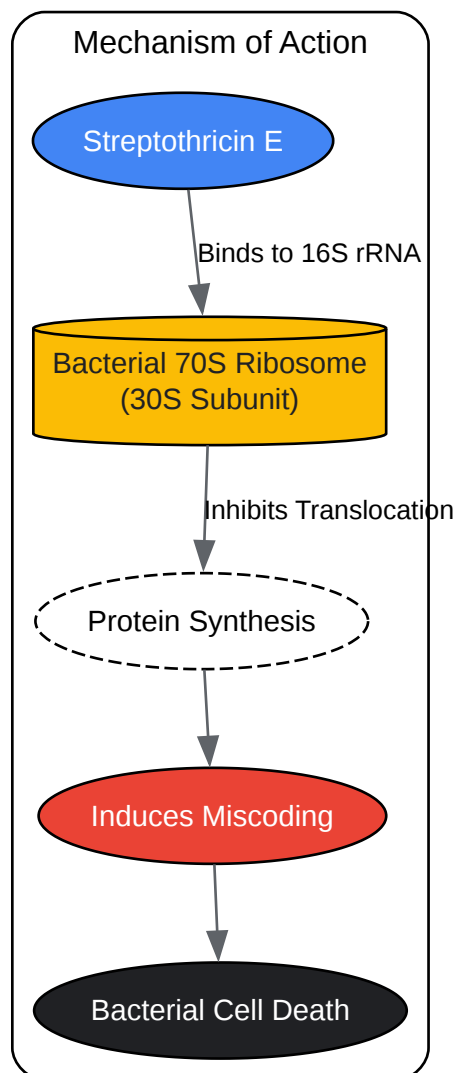 Mechanism of Action
Streptothricin E
Binds to 16S rRNA
Bacterial 70S Ribosome
(30S Subunit)
Inhibits Translocation
Protein Synthesis
Induces Miscoding
Bacterial Cell Death